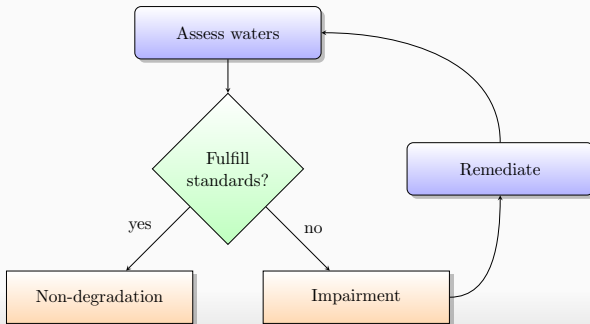 Assess waters
Fulfill
standards?
Remediate
yes
no
Non-degradation
Impairment